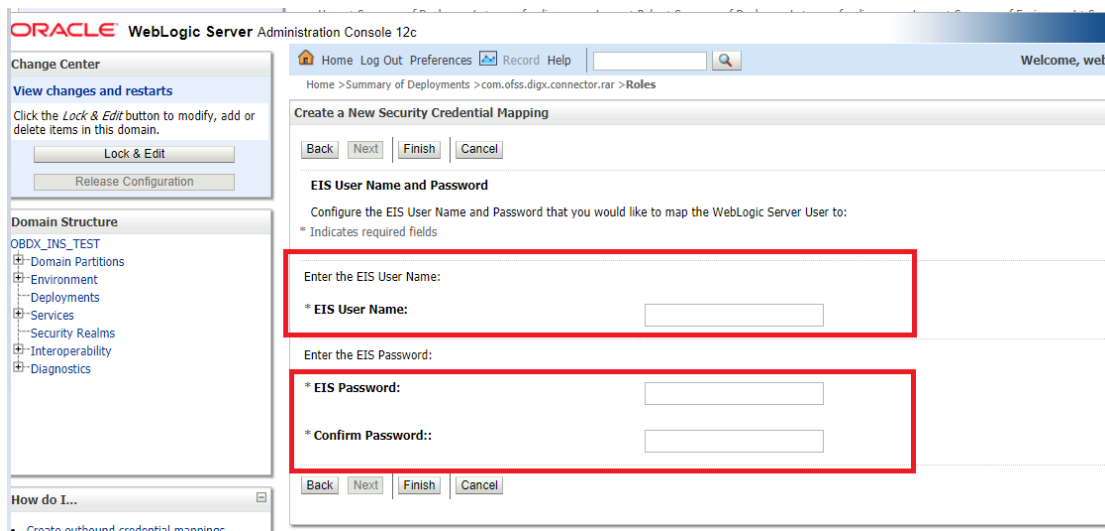 ORACLE WebLogic Server Administration Console 12c
Change Center
View changes and restarts
Click the Lock & Edit button to modify, add or
delete items in this domain.
Lock & Edit
Release Configuration
Domain Structure
OBDX_INS_TEST
Domain Partitions
Environment
Deployments
Services
Security Realms
Interoperability
Diagnostics
How do I...
Create outbound credential mappings
Home Log Out Preferences Record Help
Welcome, web
Home >Summary of Deployments >com.ofss.digx.connector.rar >Roles
Create a New Security Credential Mapping
Back Next Finish Cancel
EIS User Name and Password
Configure the EIS User Name and Password that you would like to map the WebLogic Server User to:
* Indicates required fields
Enter the EIS User Name:
* EIS User Name:
Enter the EIS Password:
* EIS Password:
* Confirm Password::
Back Next Finish Cancel